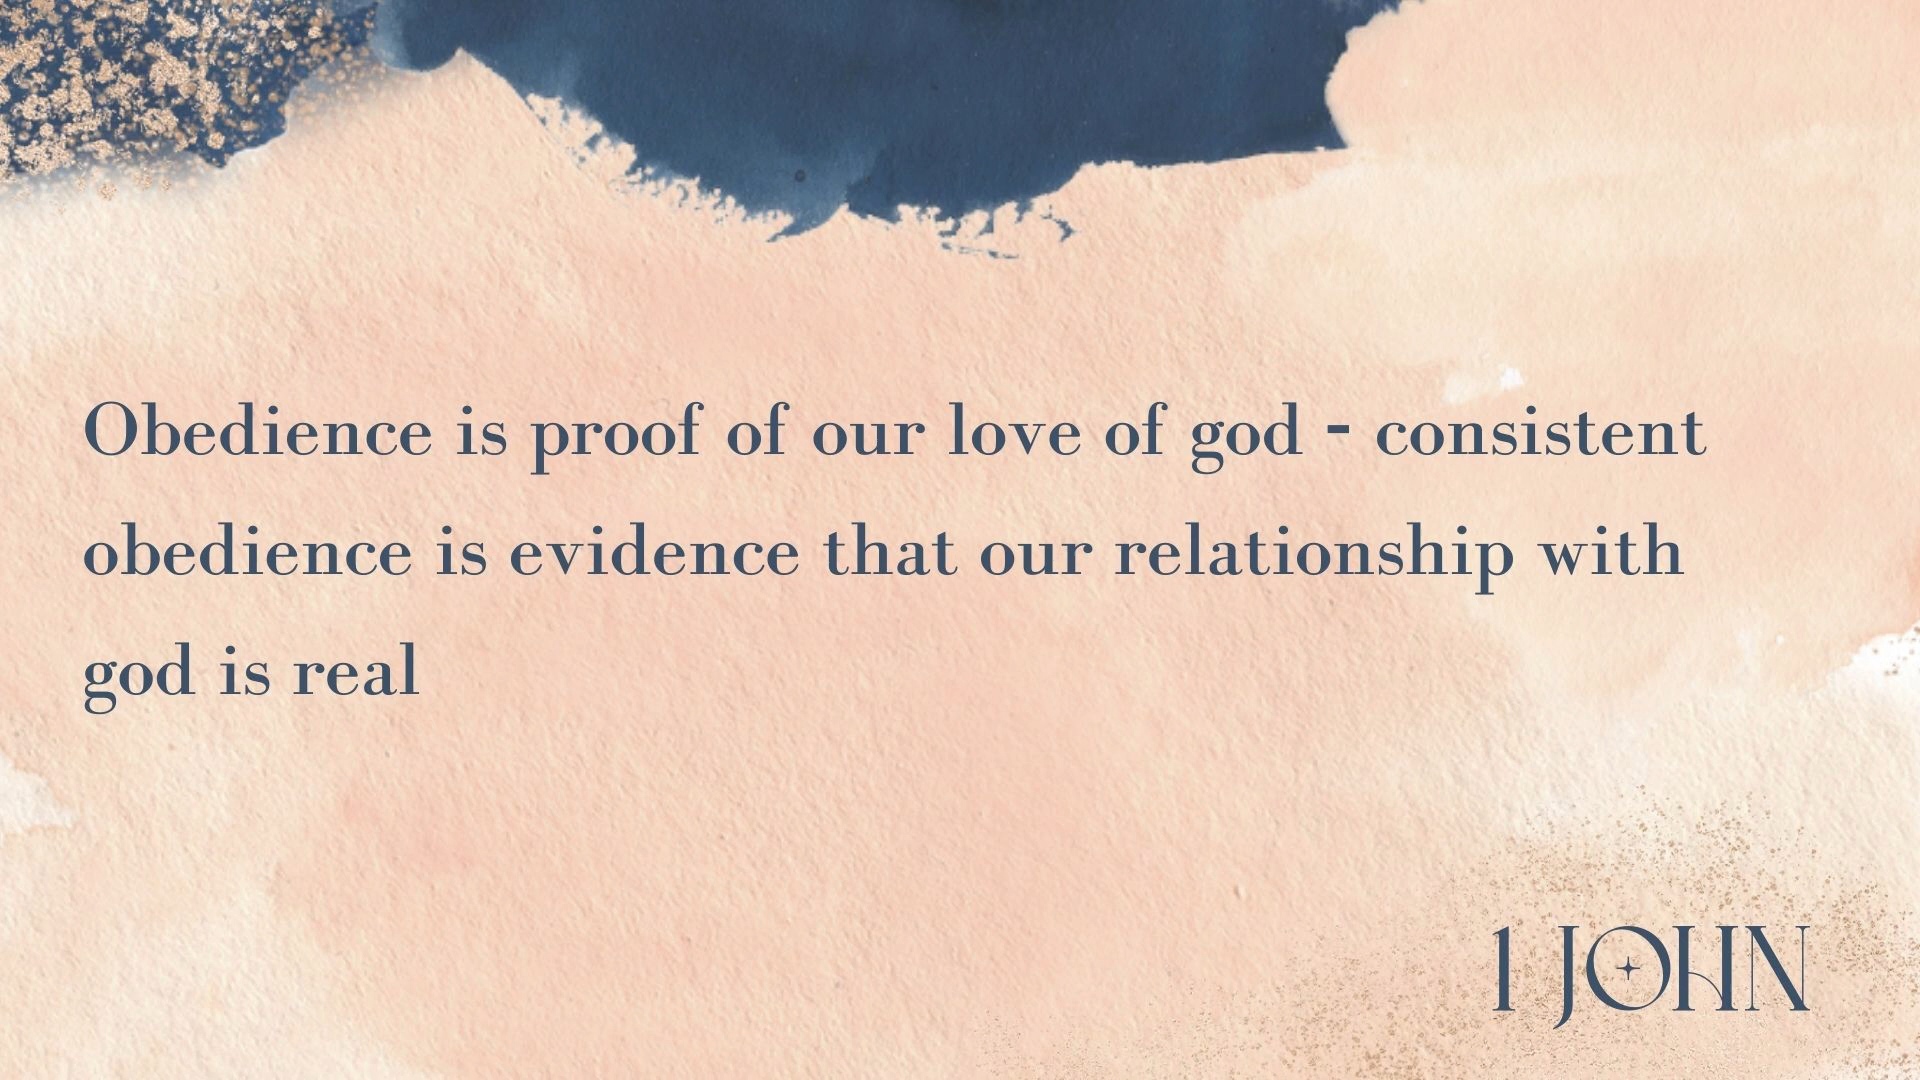 Obedience is proof of our love of god - consistent
obedience is evidence that our relationship with
god is real
1 JOHN